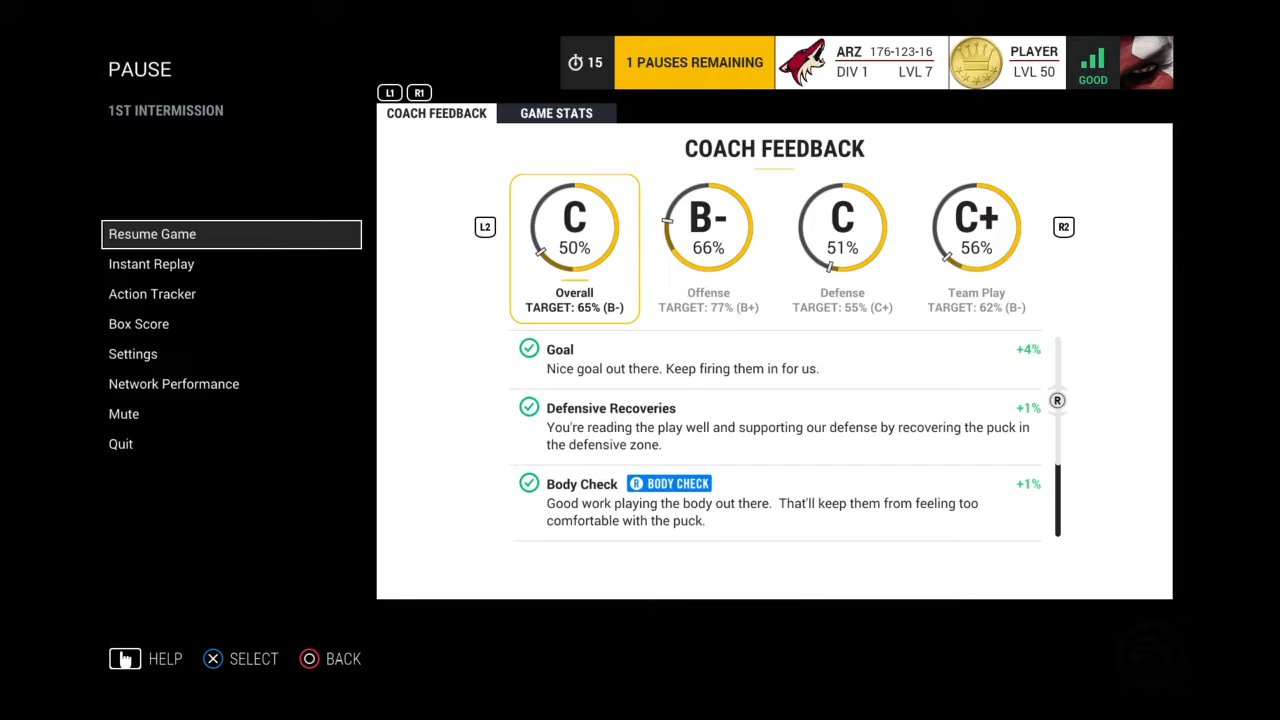 PAUSE
1ST INTERMISSION
15
1 PAUSES REMAINING
ARZ 176-123-16
DIV 1 LVL 7
PLAYER
LVL 50
GOOD
L1 R1
COACH FEEDBACK GAME STATS
COACH FEEDBACK
L2
C
50%
Overall
TARGET: 65% (B-)
B-
66%
Offense
TARGET: 77% (B+)
C
51%
Defense
TARGET: 55% (C+)
C+
56%
Team Play
TARGET: 62% (B-)
R2
Resume Game
Instant Replay
Action Tracker
Box Score
Settings
Network Performance
Mute
Quit
Goal +4%
Nice goal out there. Keep firing them in for us.
R
Defensive Recoveries +1%
You're reading the play well and supporting our defense by recovering the puck in
the defensive zone.
Body Check R BODY CHECK +1%
Good work playing the body out there. That'll keep them from feeling too
comfortable with the puck.
HELP SELECT BACK